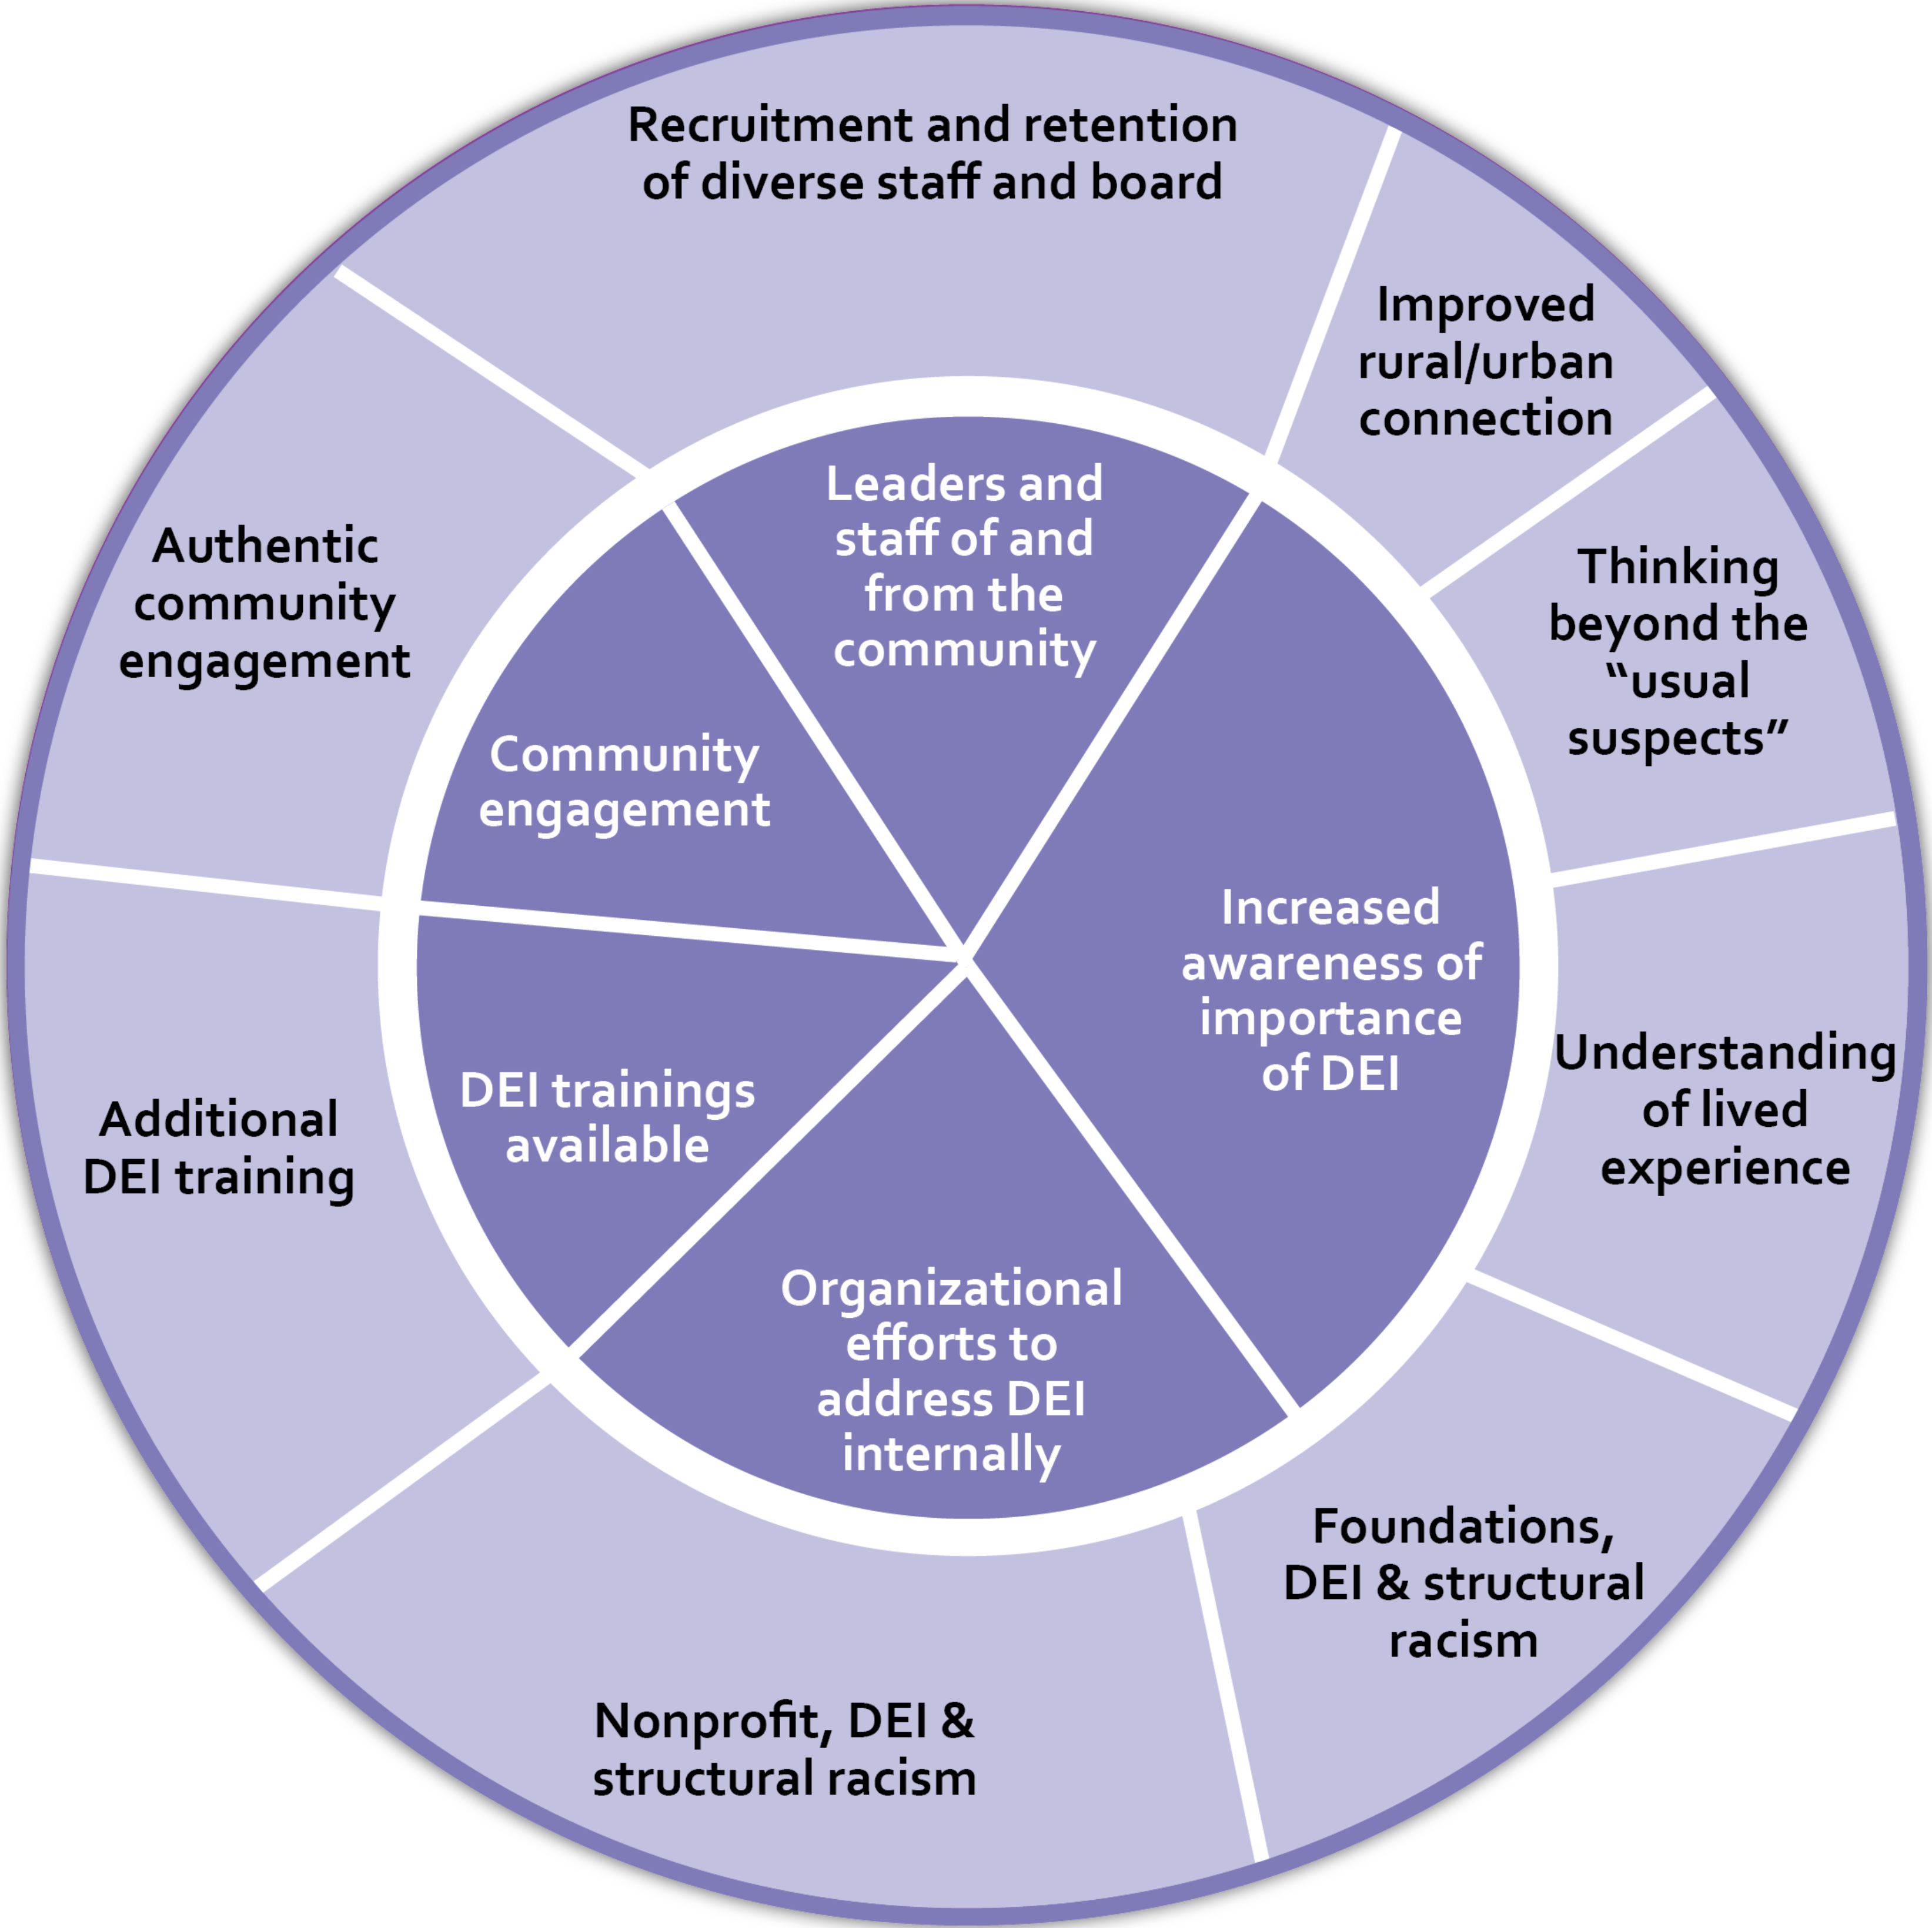 Recruitment and retention
of diverse staff and board
Improved
rural/urban
connection
Thinking
beyond the
“usual
suspects”
Understanding
of lived
experience
Foundations,
DEI & structural
racism
Nonprofit, DEI &
structural racism
Additional
DEI training
Authentic
community
engagement
Leaders and
staff of and
from the
community
Increased
awareness of
importance
of DEI
Organizational
efforts to
address DEI
internally
DEI trainings
available
Community
engagement